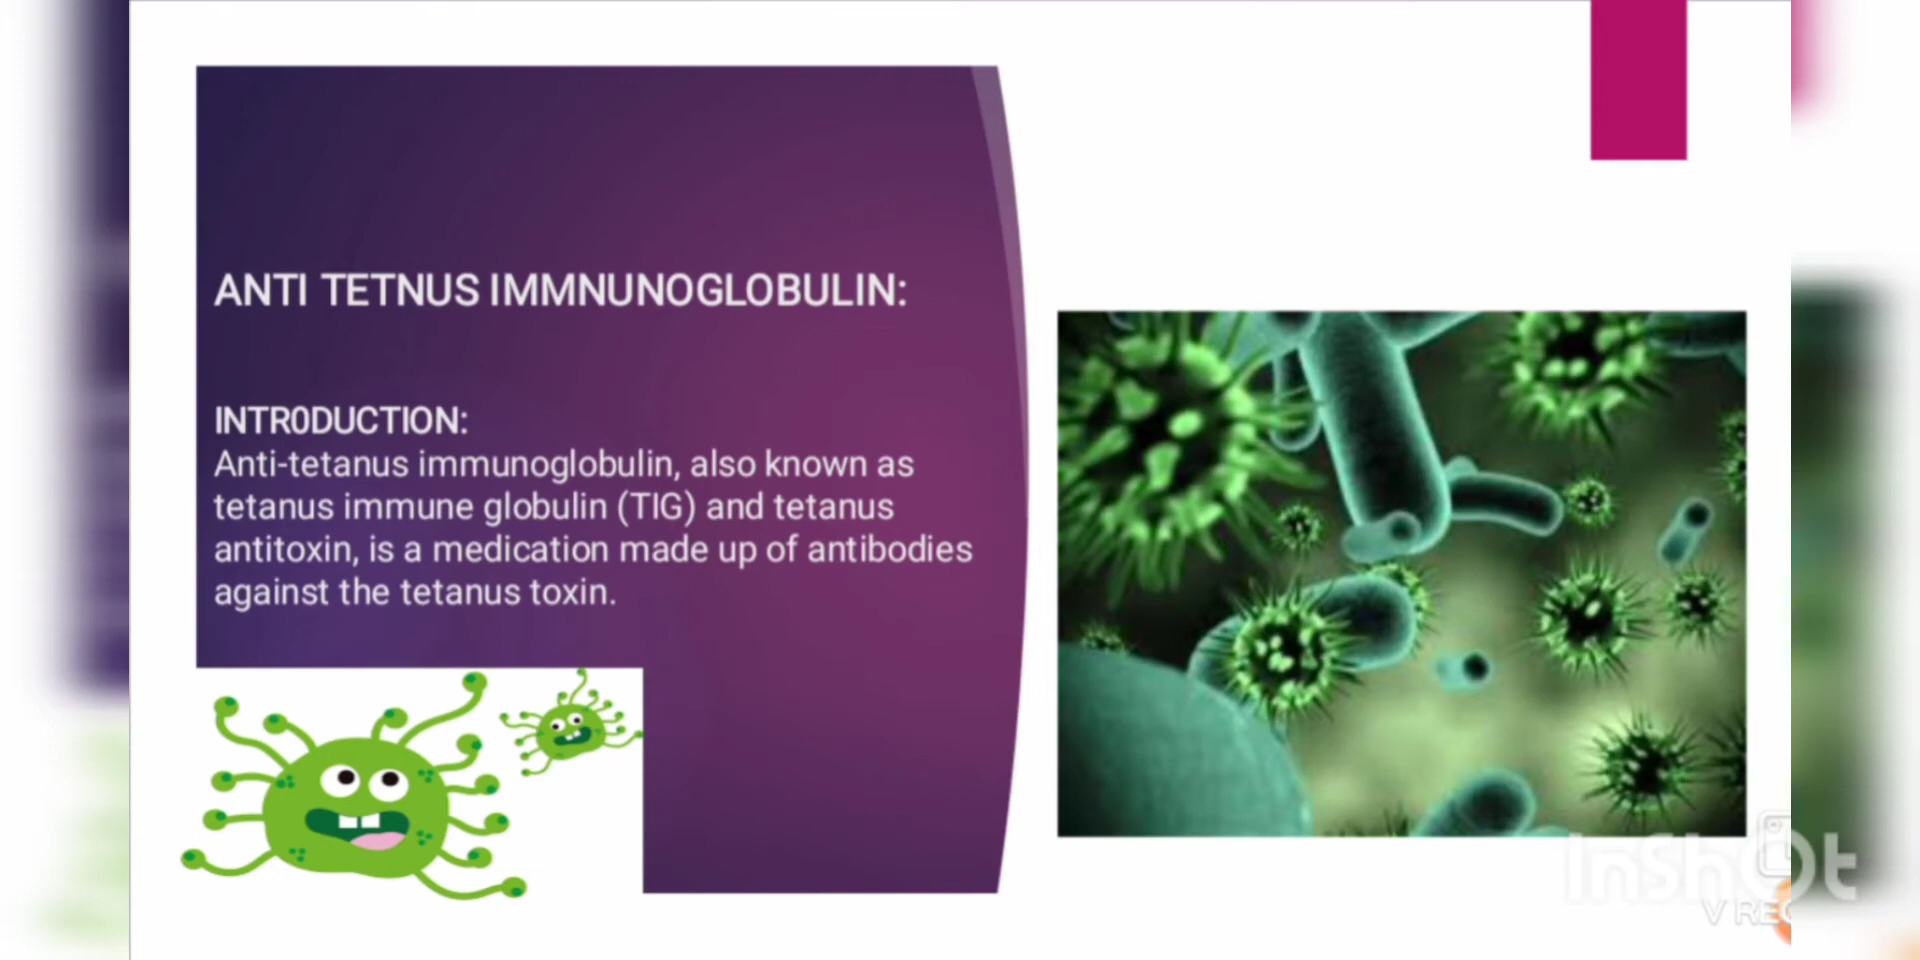 ANTI TETNUS IMMNUNOGLOBULIN:
INTR0DUCTION:
Anti-tetanus immunoglobulin, also known as
tetanus immune globulin (TIG) and tetanus
antitoxin, is a medication made up of antibodies
against the tetanus toxin.
InShOt
V REC